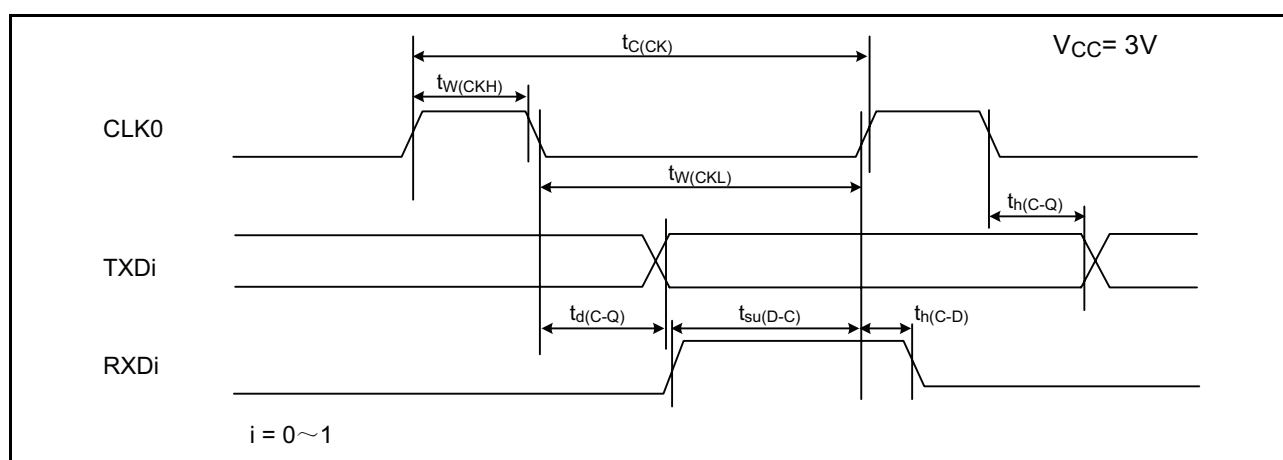 tC(CK)
VCC= 3V
tW(CKH)
CLK0
tW(CKL)
th(C-Q)
TXDi
td(C-Q)
tsu(D-C)
th(C-D)
RXDi
i = 0～1